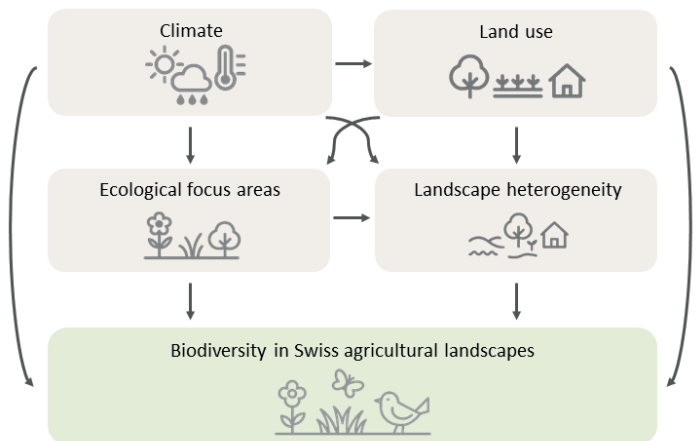 Climate
Land use
Ecological focus areas
Landscape heterogeneity
Biodiversity in Swiss agricultural landscapes